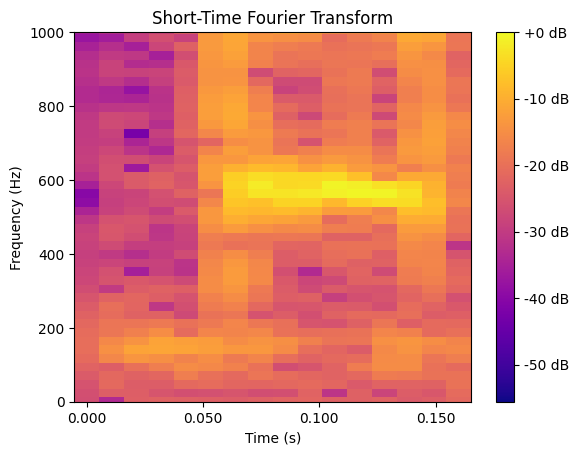 Short-Time Fourier Transform
1000
800
600
400
200
0
Frequency (Hz)
0.000
0.050
0.100
0.150
Time (s)
+0 dB
-10 dB
-20 dB
-30 dB
-40 dB
-50 dB